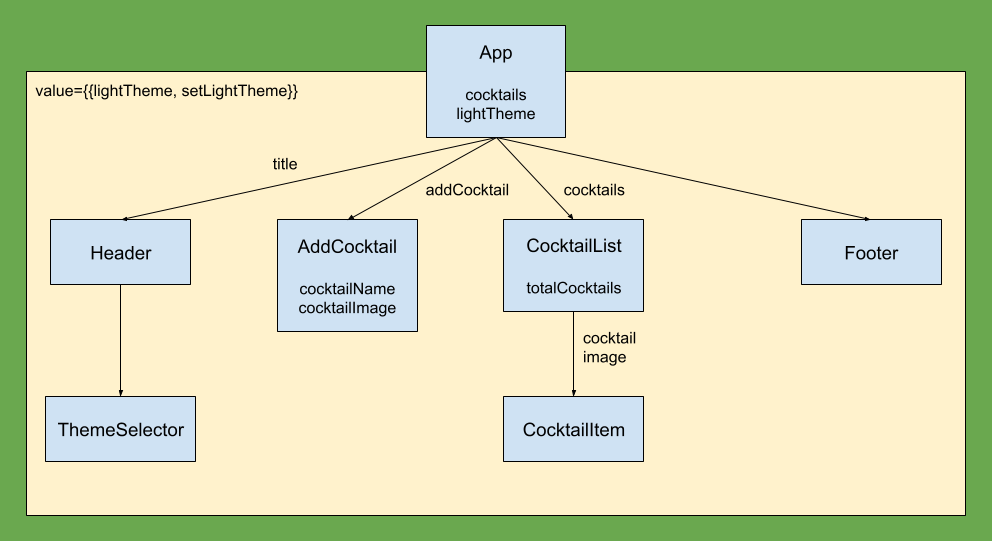 App
cocktails
lightTheme
value={{lightTheme, setLightTheme}}
title
addCocktail
cocktails
Header
AddCocktail
cocktailName
cocktailImage
CocktailList
totalCocktails
Footer
cocktail
image
ThemeSelector
CocktailItem